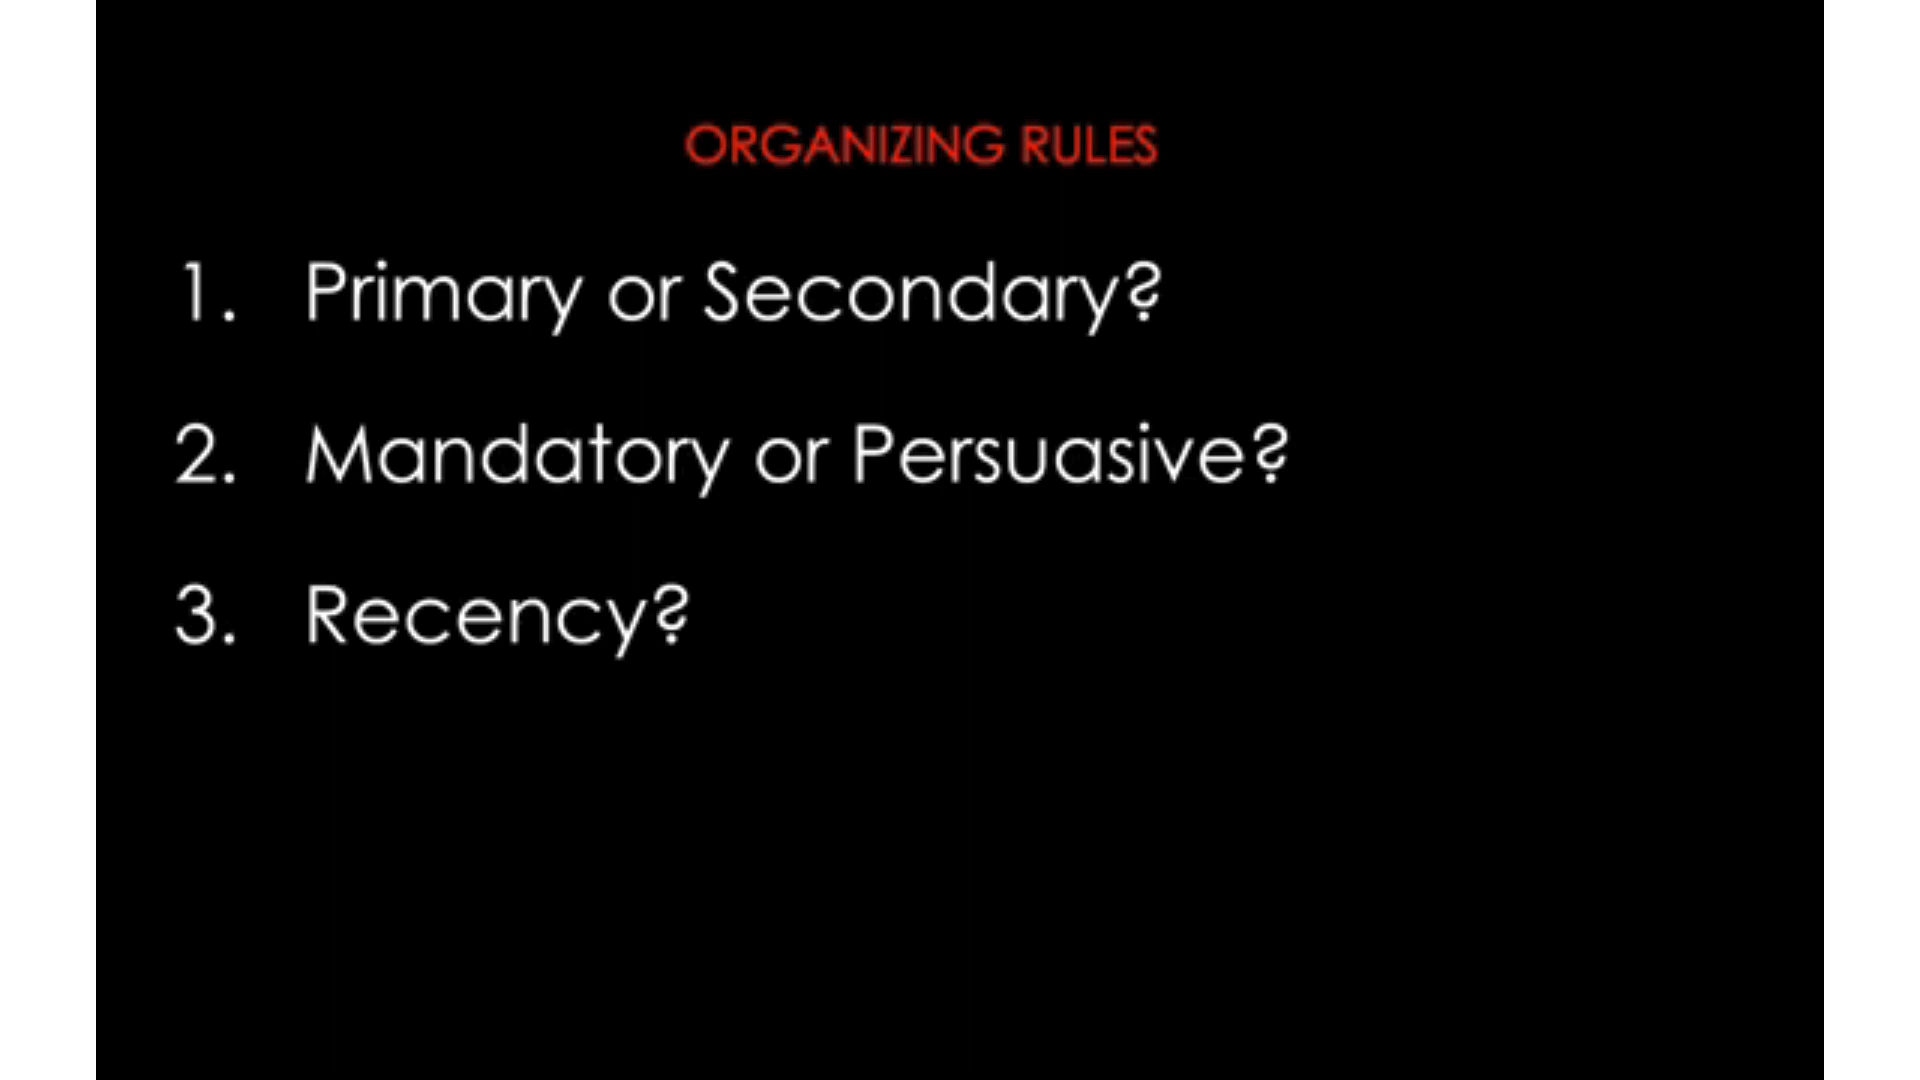 ORGANIZING RULES
1. Primary or Secondary?
2. Mandatory or Persuasive?
3. Recency?